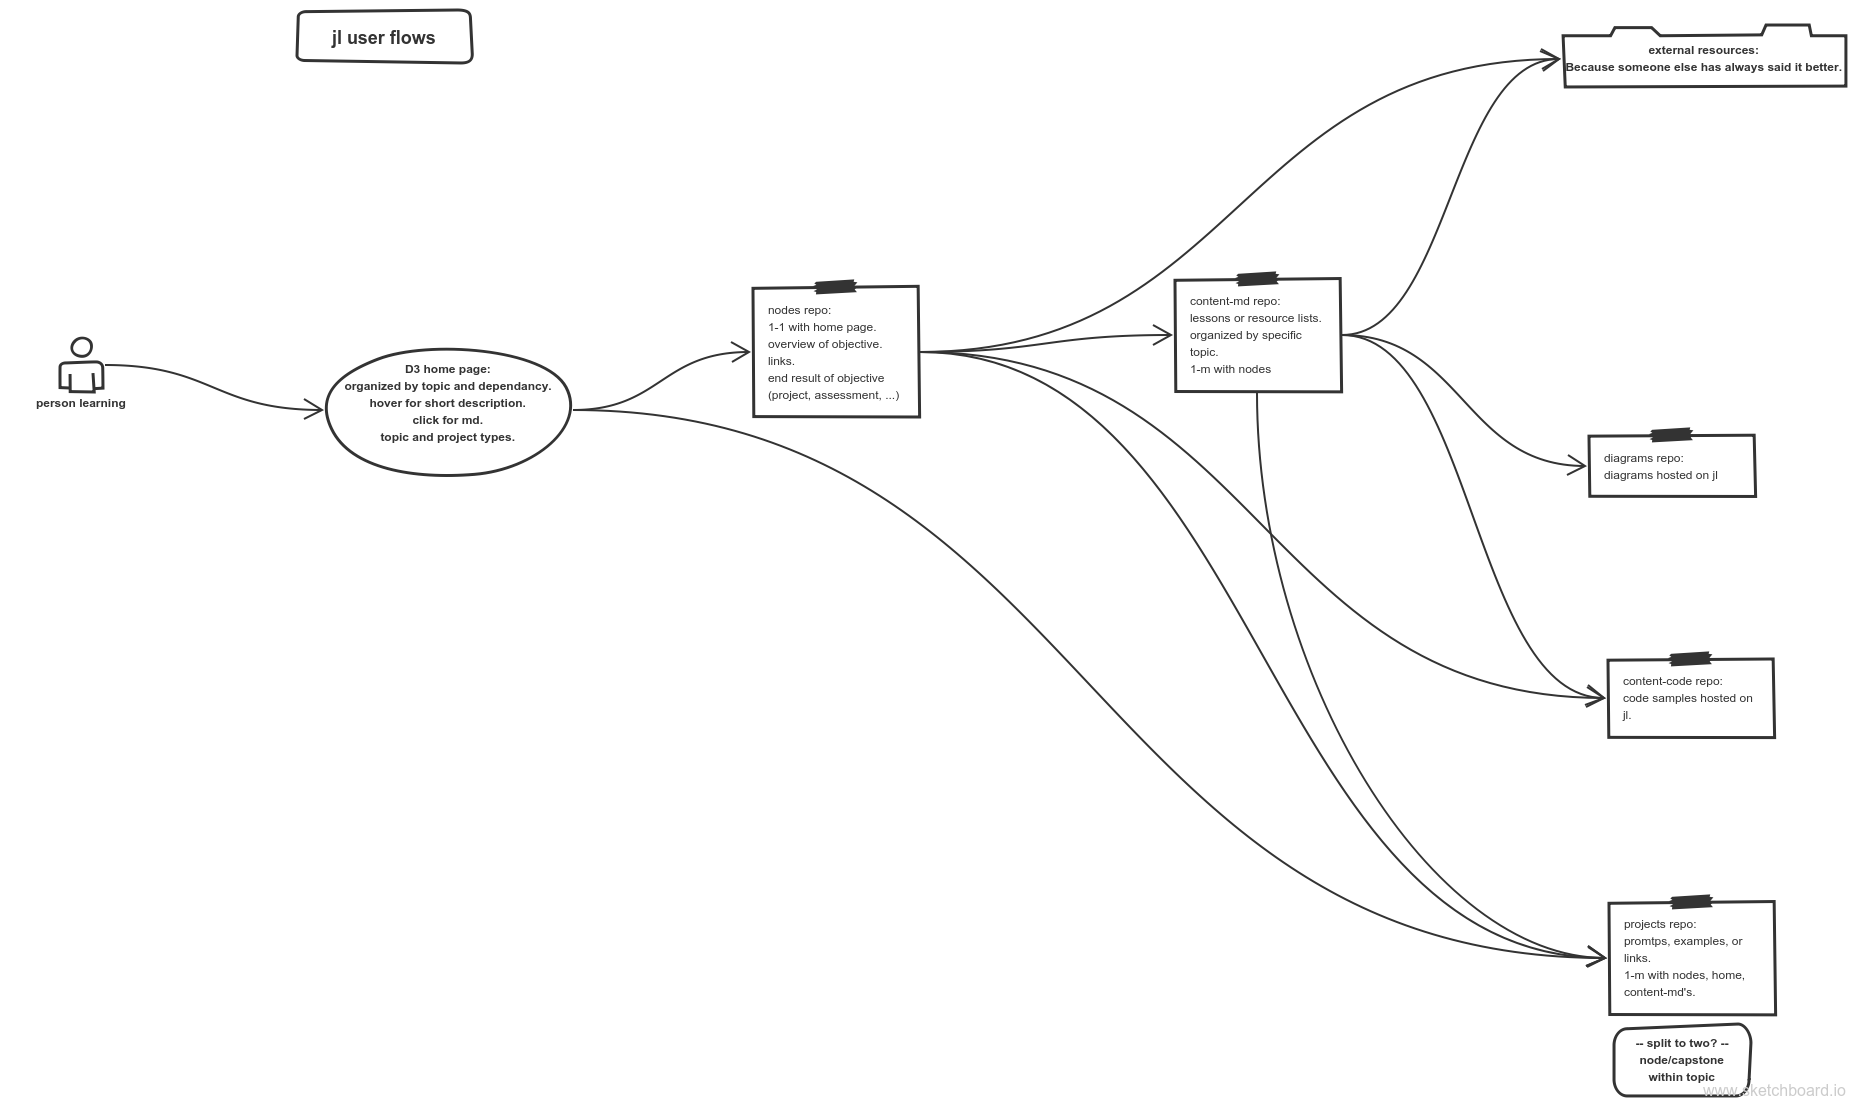 jl user flows
external resources:
Because someone else has always said it better.
person learning
D3 home page:
organized by topic and dependancy.
hover for short description.
click for md.
topic and project types.
nodes repo:
1-1 with home page.
overview of objective.
links.
end result of objective
(project, assessment, ...)
content-md repo:
lessons or resource lists.
organized by specific
topic.
1-m with nodes
diagrams repo:
diagrams hosted on jl
content-code repo:
code samples hosted on
jl.
projects repo:
promtps, examples, or
links.
1-m with nodes, home,
content-md's.
-- split to two? --
node/capstone
within topic
www.sketchboard.io